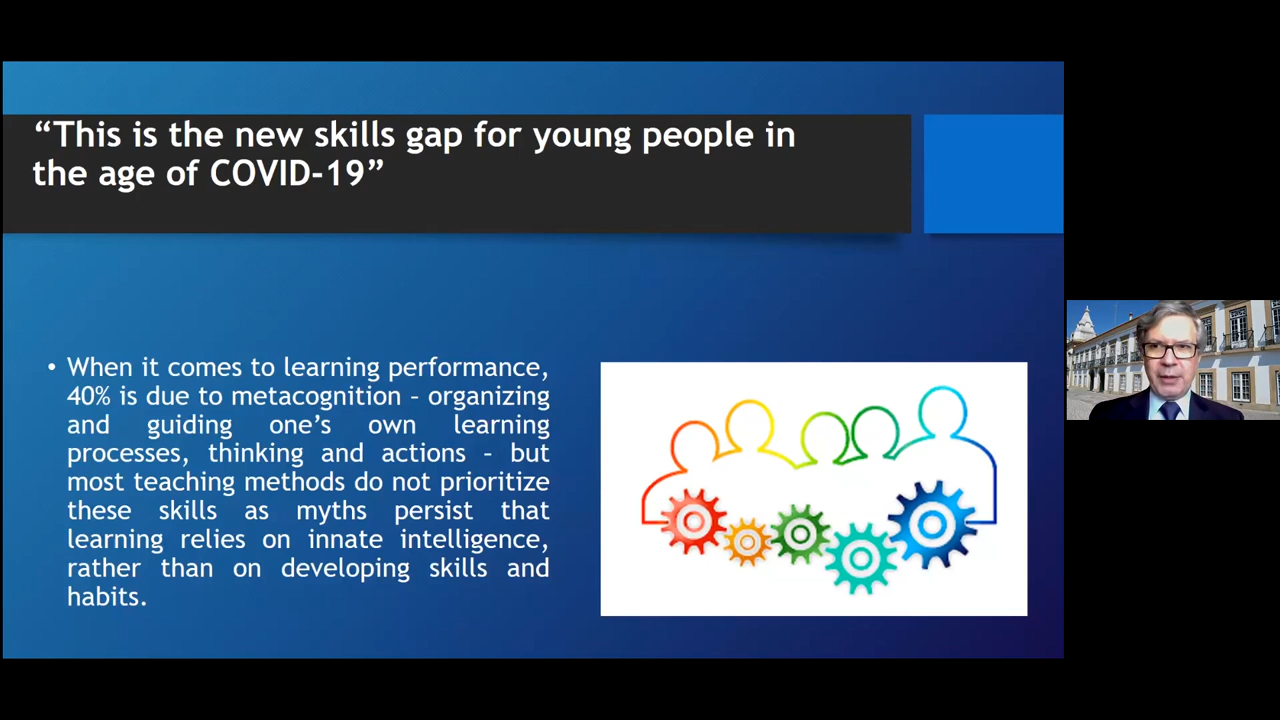 “This is the new skills gap for young people in
the age of COVID-19”
• When it comes to learning performance,
40% is due to metacognition – organizing
and guiding one’s own learning
processes, thinking and actions – but
most teaching methods do not prioritize
these skills as myths persist that
learning relies on innate intelligence,
rather than on developing skills and
habits.